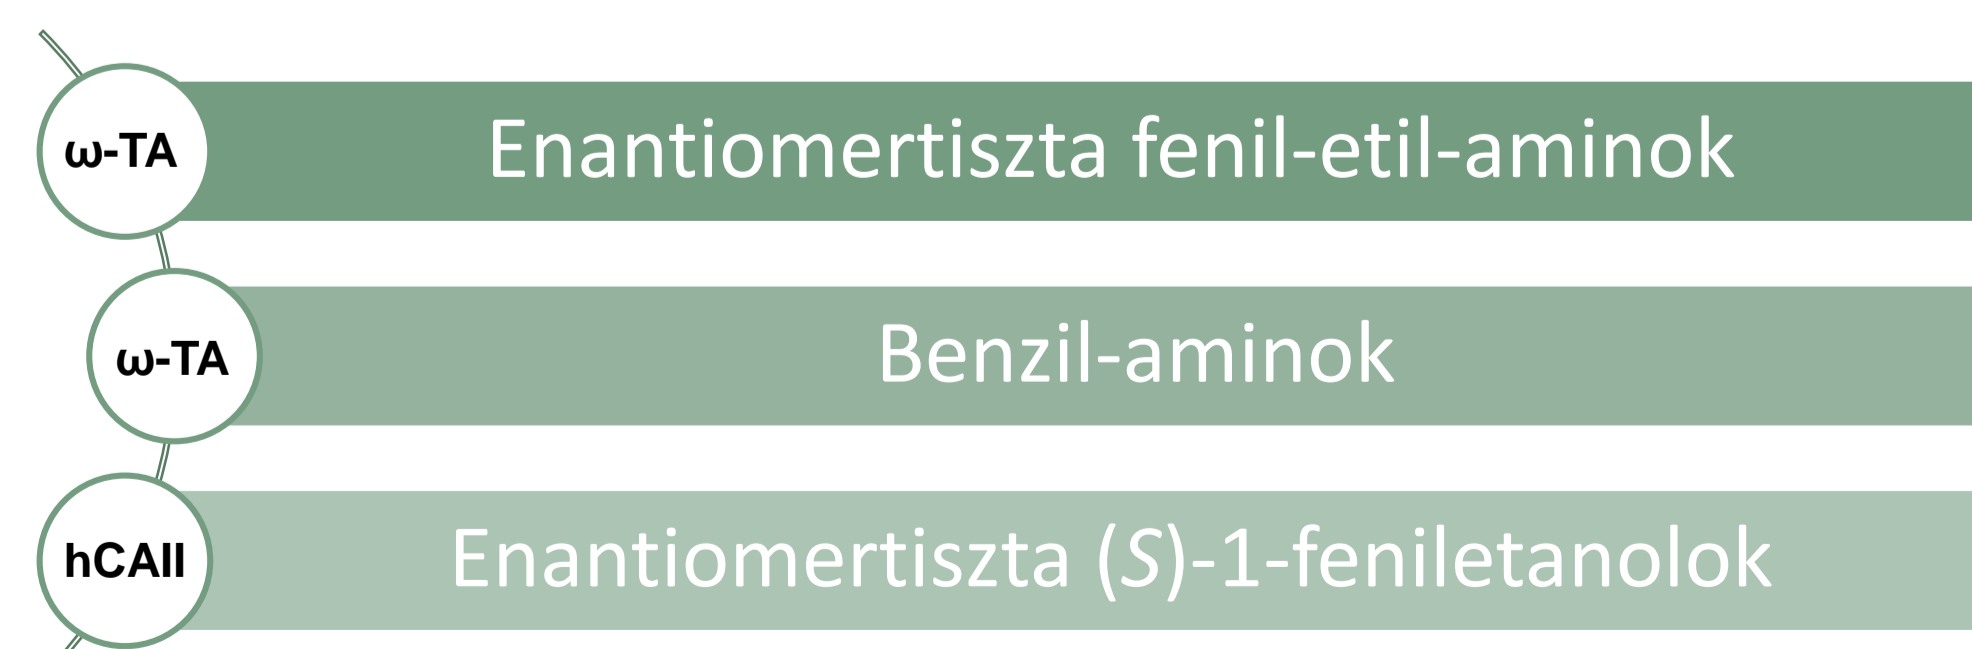 ω-TA
Enantiomertiszta fenil-etil-aminok
ω-TA
Benzil-aminok
hCAII
Enantiomertiszta (S)-1-feniletanolok